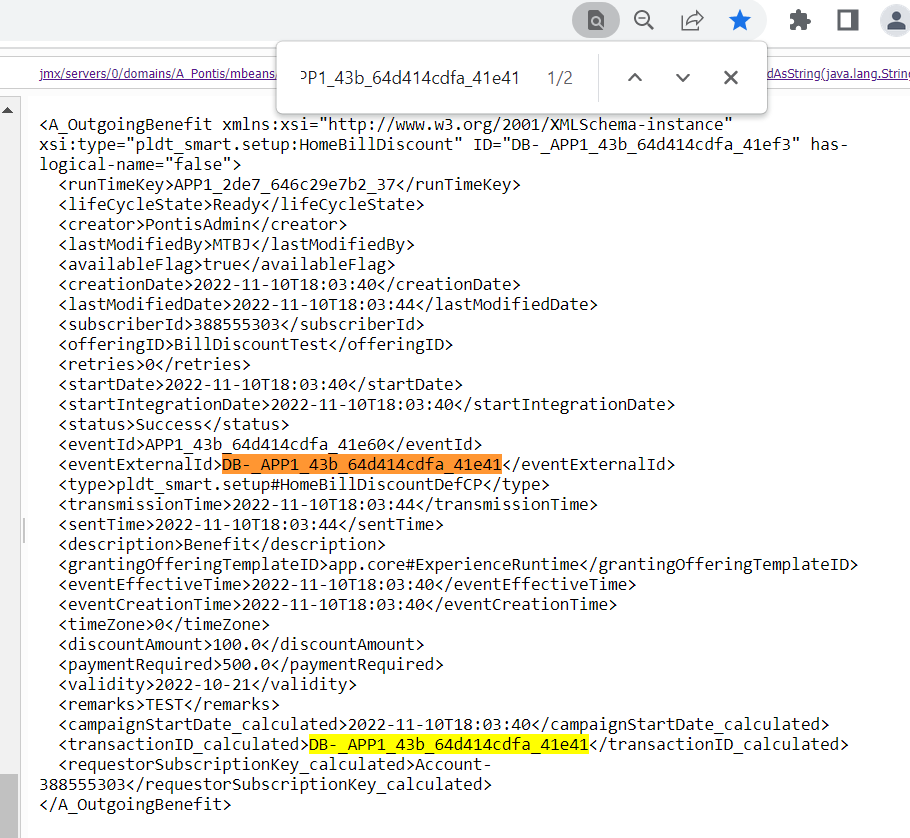 PP1_43b_64d414cdfa_41e41 1/2
jmx/servers/0/domains/A_Pontis/mbeans dAsString(java.lang.String
<A_OutgoingBenefit xmlns:xsi="http://www.w3.org/2001/XMLSchema-instance"
xsi:type="pldt_smart.setup:HomeBillDiscount" ID="DB-_APP1_43b_64d414cdfa_41ef3" has-
logical-name="false">
<runTimeKey>APP1_2de7_646c29e7b2_37</runTimeKey>
<lifeCycleState>Ready</lifeCycleState>
<creator>PontisAdmin</creator>
<lastModifiedBy>MTBJ</lastModifiedBy>
<availableFlag>true</availableFlag>
<creationDate>2022-11-10T18:03:40</creationDate>
<lastModifiedDate>2022-11-10T18:03:44</lastModifiedDate>
<subscriberId>388555303</subscriberId>
<offeringID>BillDiscountTest</offeringID>
<retries>0</retries>
<startDate>2022-11-10T18:03:40</startDate>
<startIntegrationDate>2022-11-10T18:03:40</startIntegrationDate>
<status>Success</status>
<eventId>APP1_43b_64d414cdfa_41e60</eventId>
<eventExternalId>DB-_APP1_43b_64d414cdfa_41e41</eventExternalId>
<type>pldt_smart.setup#HomeBillDiscountDefCP</type>
<transmissionTime>2022-11-10T18:03:44</transmissionTime>
<sentTime>2022-11-10T18:03:44</sentTime>
<description>Benefit</description>
<grantingOfferingTemplateID>app.core#ExperienceRuntime</grantingOfferingTemplateID>
<eventEffectiveTime>2022-11-10T18:03:40</eventEffectiveTime>
<eventCreationTime>2022-11-10T18:03:40</eventCreationTime>
<timeZone>0</timeZone>
<discountAmount>100.0</discountAmount>
<paymentRequired>500.0</paymentRequired>
<validity>2022-10-21</validity>
<remarks>TEST</remarks>
<campaignStartDate_calculated>2022-11-10T18:03:40</campaignStartDate_calculated>
<transactionID_calculated>DB-_APP1_43b_64d414cdfa_41e41</transactionID_calculated>
<requestorSubscriptionKey_calculated>Account-
388555303</requestorSubscriptionKey_calculated>
</A_OutgoingBenefit>